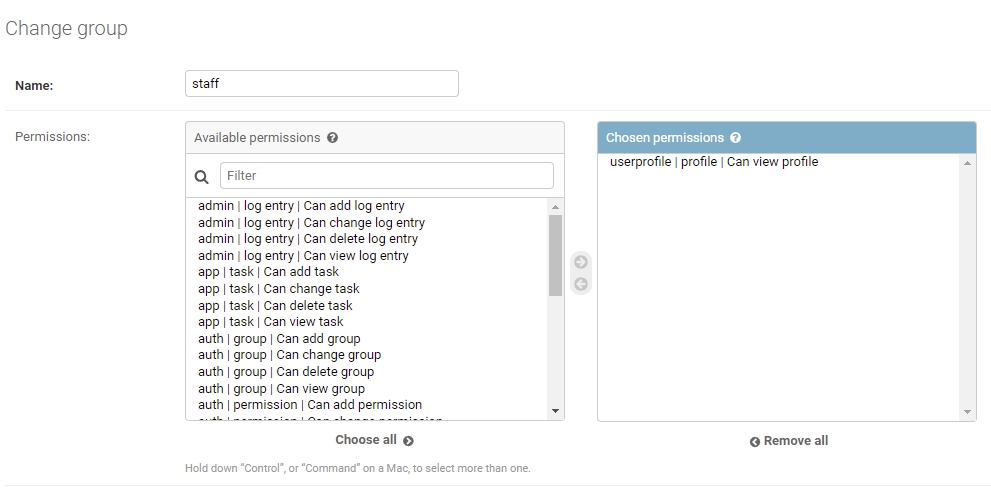 Change group
Name:
staff
Permissions:
Available permissions ?
Filter
admin | log entry | Can add log entry
admin | log entry | Can change log entry
admin | log entry | Can delete log entry
admin | log entry | Can view log entry
app | task | Can add task
app | task | Can change task
app | task | Can delete task
app | task | Can view task
auth | group | Can add group
auth | group | Can change group
auth | group | Can delete group
auth | group | Can view group
auth | permission | Can add permission
auth | permission | Can change permission
Choose all
Chosen permissions ?
userprofile | profile | Can view profile
Remove all
Hold down “Control”, or “Command” on a Mac, to select more than one.